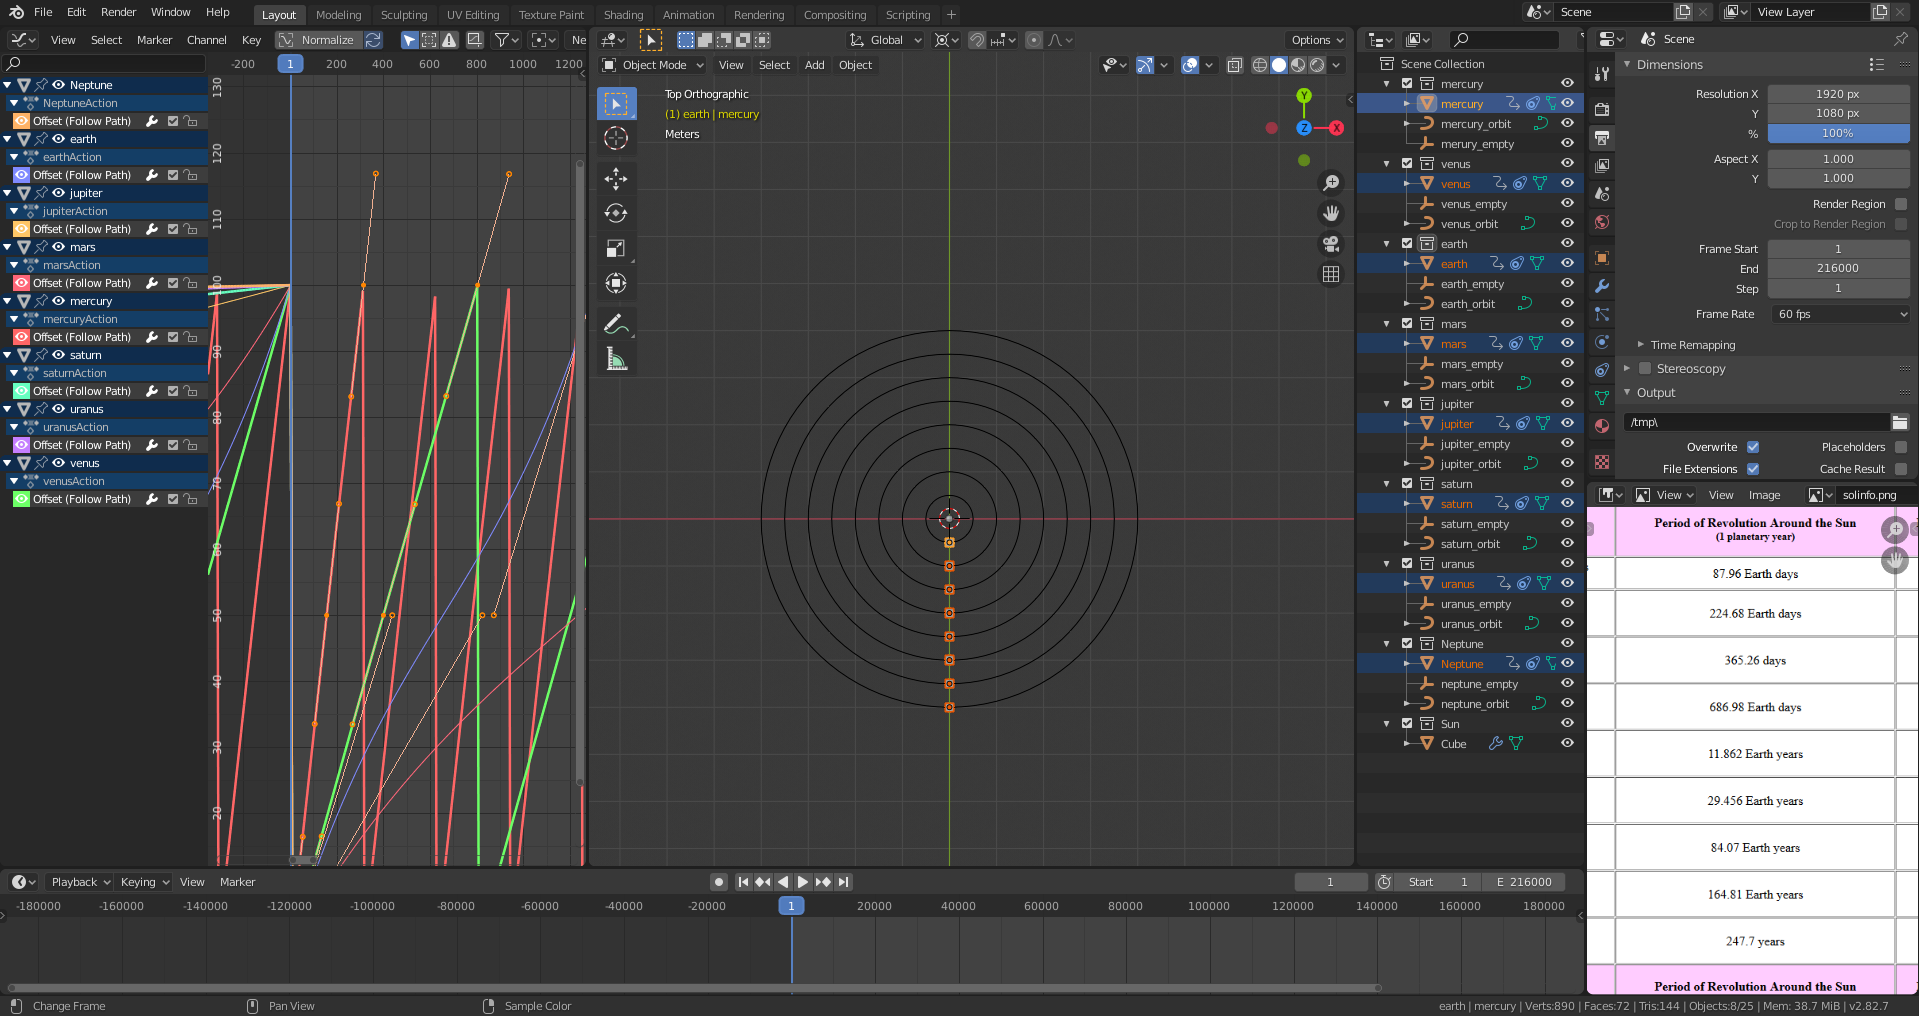 File Edit Render Window Help
Layout Modeling Sculpting UV Editing Texture Paint Shading Animation Rendering Compositing Scripting +
Scene
View Layer
View Select Marker Channel Key Normalize Ne
-200 1 200 400 600 800 1000 1200
Neptune
NeptuneAction
Offset (Follow Path)
earth
earthAction
Offset (Follow Path)
jupiter
jupiterAction
Offset (Follow Path)
mars
marsAction
Offset (Follow Path)
mercury
mercuryAction
Offset (Follow Path)
saturn
saturnAction
Offset (Follow Path)
uranus
uranusAction
Offset (Follow Path)
venus
venusAction
Offset (Follow Path)
130
120
110
100
90
80
70
60
50
40
30
20
Global
Options
Object Mode View Select Add Object
Top Orthographic
(1) earth | mercury
Meters
Y
Z
X
Scene Collection
mercury
mercury
mercury_orbit
merury_empty
venus
venus
venus_empty
venus_orbit
earth
earth
earth_empty
earth_orbit
mars
mars
mars_empty
mars_orbit
jupiter
jupiter
jupiter_empty
jupiter_orbit
saturn
saturn
saturn_empty
saturn_orbit
uranus
uranus
uranus_empty
uranus_orbit
Neptune
Neptune
neptune_empty
neptune_orbit
Sun
Cube
Scene
Dimensions
Resolution X 1920 px
Y 1080 px
% 100%
Aspect X 1.000
Y 1.000
Render Region
Crop to Render Region
Frame Start 1
End 216000
Step 1
Frame Rate 60 fps
Time Remapping
Stereoscopy
Output
/tmp\
Overwrite Placeholders
File Extensions Cache Result
View View Image solinfo.png
Period of Revolution Around the Sun
(1 planetary year)
87.96 Earth days
224.68 Earth days
365.26 days
686.98 Earth days
11.862 Earth years
29.456 Earth years
84.07 Earth years
164.81 Earth years
247.7 years
Period of Revolution Around the Sun
Playback Keying View Marker
1 Start 1 E 216000
-180000 -160000 -140000 -120000 -100000 -80000 -60000 -40000 -20000 1 20000 40000 60000 80000 100000 120000 140000 160000 180000
Change Frame Pan View Sample Color
earth | mercury | Verts:890 | Faces:72 | Tris:144 | Objects:8/25 | Mem: 38.7 MiB | v2.82.7